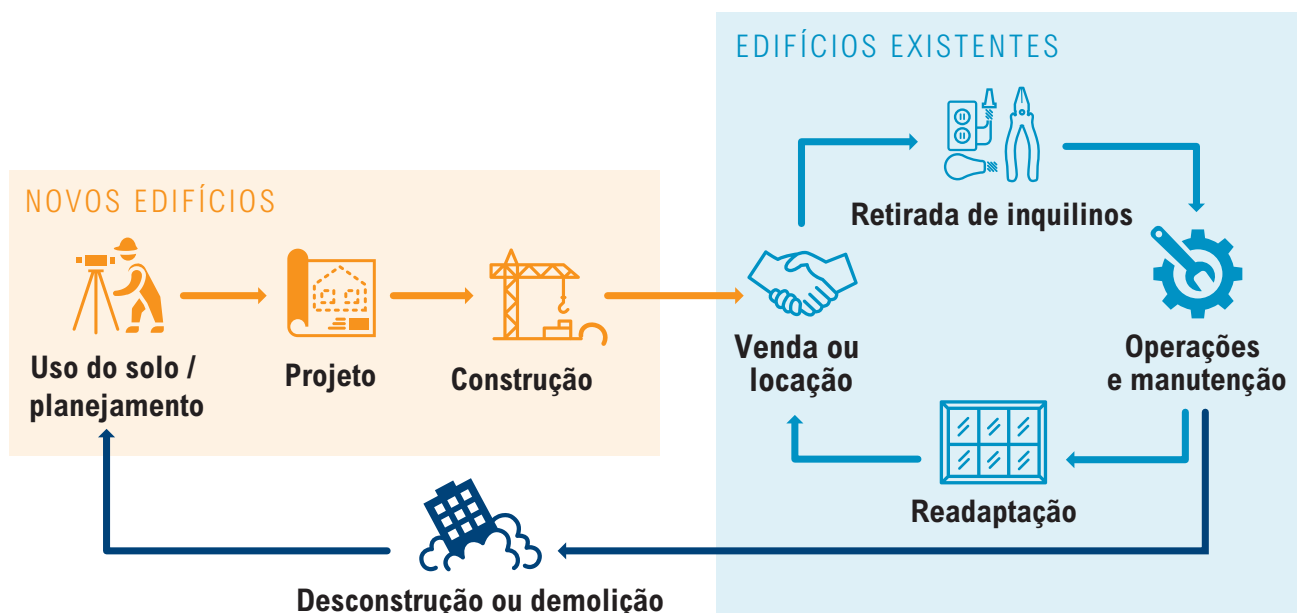 NOVOS EDIFÍCIOS
Uso do solo /
planejamento
Projeto
Construção
EDIFÍCIOS EXISTENTES
Retirada de inquilinos
Venda ou
locação
Operações
e manutenção
Readaptação
Desconstrução ou demolição